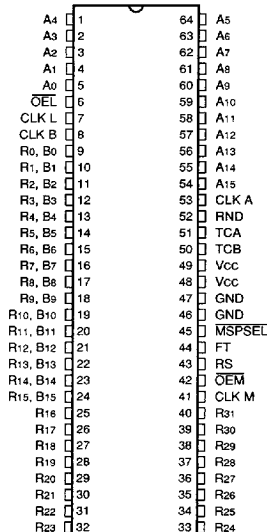 A4 1 64 A5
A3 2 63 A6
A2 3 62 A7
A1 4 61 A8
A0 5 60 A9
OEL 6 59 A10
CLK L 7 58 A11
CLK B 8 57 A12
R0, B0 9 56 A13
R1, B1 10 55 A14
R2, B2 11 54 A15
R3, B3 12 53 CLK A
R4, B4 13 52 RND
R5, B5 14 51 TCA
R6, B6 15 50 TCB
R7, B7 16 49 VCC
R8, B8 17 48 VCC
R9, B9 18 47 GND
R10, B10 19 46 GND
R11, B11 20 45 MSPSEL
R12, B12 21 44 FT
R13, B13 22 43 RS
R14, B14 23 42 OEM
R15, B15 24 41 CLK M
R16 25 40 R31
R17 26 39 R30
R18 27 38 R29
R19 28 37 R28
R20 29 36 R27
R21 30 35 R26
R22 31 34 R25
R23 32 33 R24